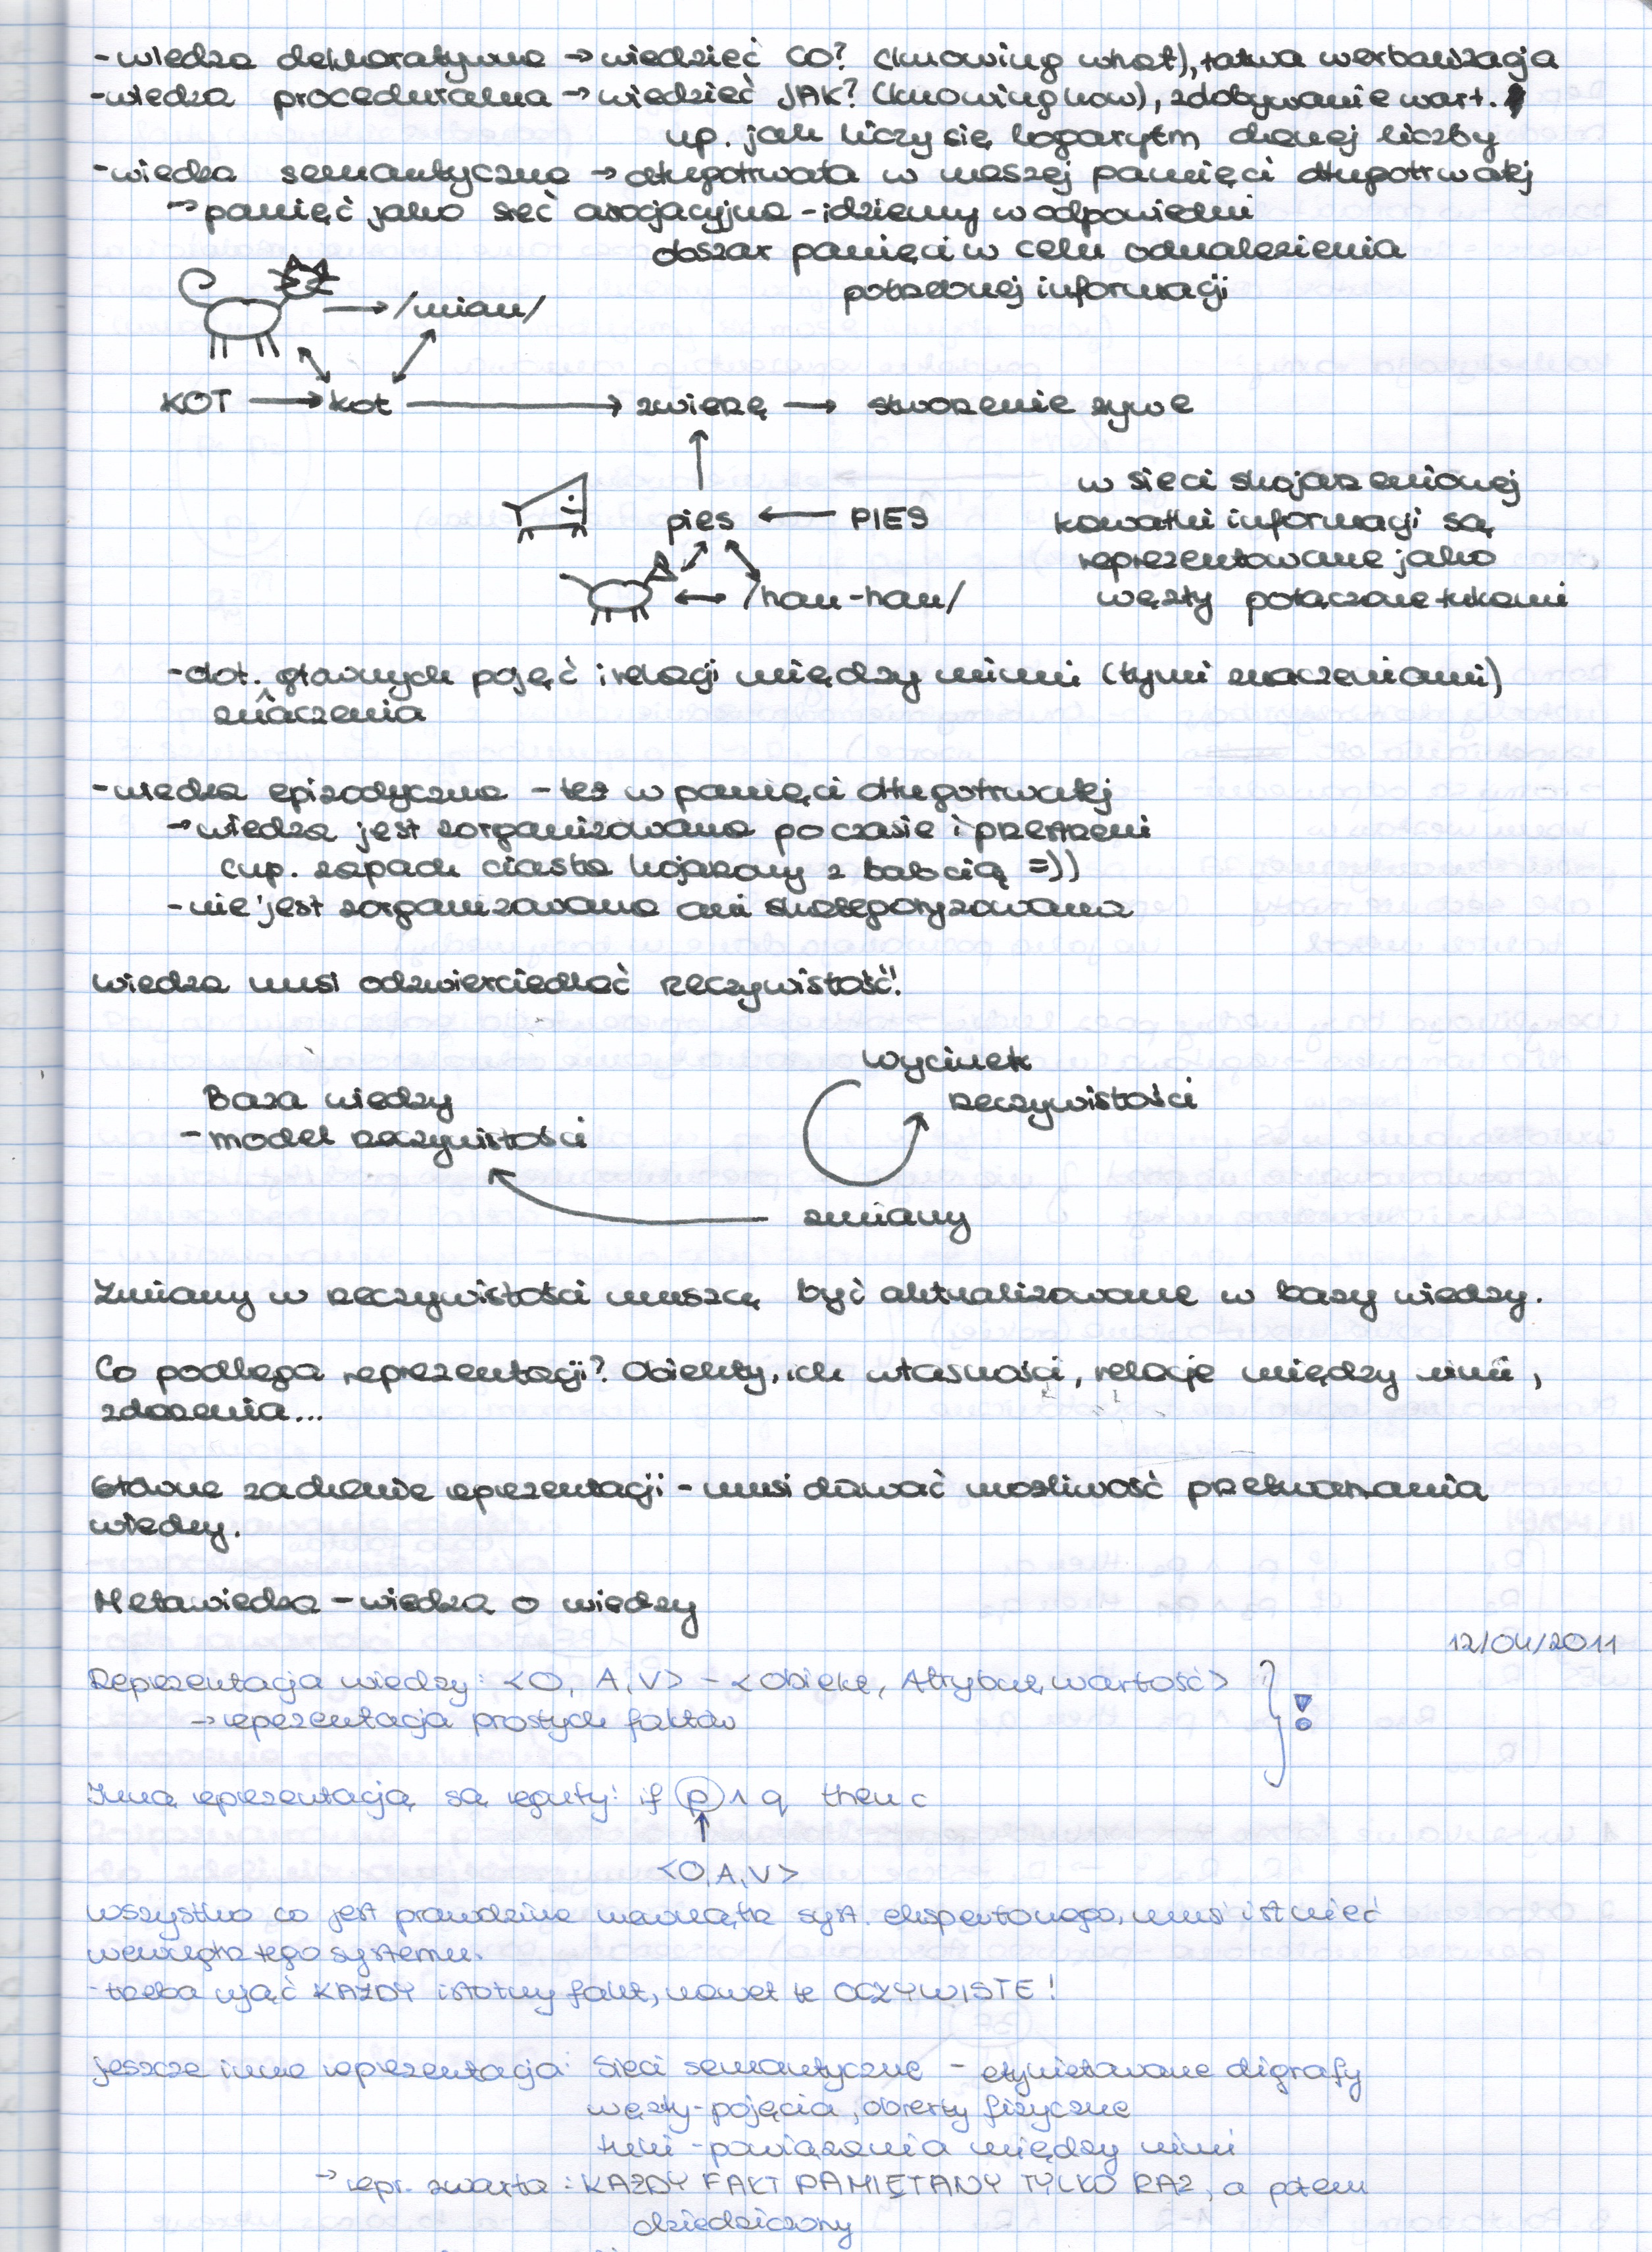 - wiedza deklaratywna → wiedzieć CO? (knowing what), łatwa werbalizacja
- wiedza proceduralna → wiedzieć JAK? (knowing how), zdobywanie wart.
np. jak liczy się logarytm danej liczby
- wiedza semantyczna → długotrwała w naszej pamięci długotrwałej
→ pamięć jako sieć asocjacyjna - idziemy w odpowiedni
obszar pamięci w celu odnalezienia
potrzebnej informacji
→ /miau/
KOT → kot → zwierzę → stworzenie żywe
pies ← PIES
↔ /hau-hau/
w sieci skojarzeniowej
kawałki informacji są
reprezentowane jako
węzły połączone łukami
- dot. głównych pojęć i relacji między nimi (tymi znaczeniami)
znaczenia
- wiedza epizodyczna - też w pamięci długotrwałej
→ wiedza jest zorganizowana po czasie i przestrzeni
(np. zapach ciasta kojarzony z babcią =))
- nie jest zorganizowana ani skategoryzowana
wiedza musi odzwierciedlać rzeczywistość!
Baza wiedzy
- model rzeczywistości
wycinek
rzeczywistości
zmiany
Zmiany w rzeczywistości muszą być aktualizowane w bazy wiedzy.
Co podlega reprezentacji? Obiekty, ich własności, relacje między nimi,
zdarzenia...
Główne zadanie reprezentacji - musi dawać możliwość przetwarzania
wiedzy.
Metawiedza - wiedza o wiedzy
12/04/2011
Reprezentacja wiedzy: <O, A, V> - <Obiekt, Atrybut, wartość> } !
→ reprezentacja prostych faktów
Inną reprezentacją są reguły: if p ∧ q then c
↑
<O, A, V>
wszystko co jest prawdziwe wewnątrz syst. ekspertowego, musi istnieć
wewnątrz tego systemu.
- trzeba ująć KAŻDY istotny fakt, nawet te OCZYWISTE!
jeszcze inna reprezentacja: Sieci semantyczne - etykietowane digrafy
węzły - pojęcia, obiekty fizyczne
łuki - powiązania między nimi
→ repr. zwarta: KAŻDY FAKT PAMIĘTANY TYLKO RAZ, a potem
dziedziczony